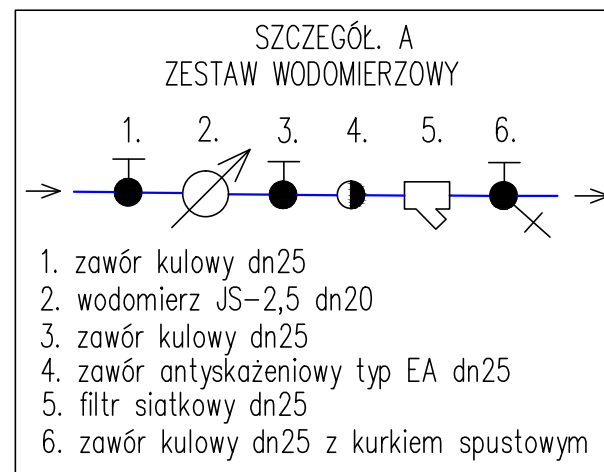 SZCZEGÓŁ. A
ZESTAW WODOMIERZOWY
1. 2. 3. 4. 5. 6.
1. zawór kulowy dn25
2. wodomierz JS-2,5 dn20
3. zawór kulowy dn25
4. zawór antyskażeniowy typ EA dn25
5. filtr siatkowy dn25
6. zawór kulowy dn25 z kurkiem spustowym